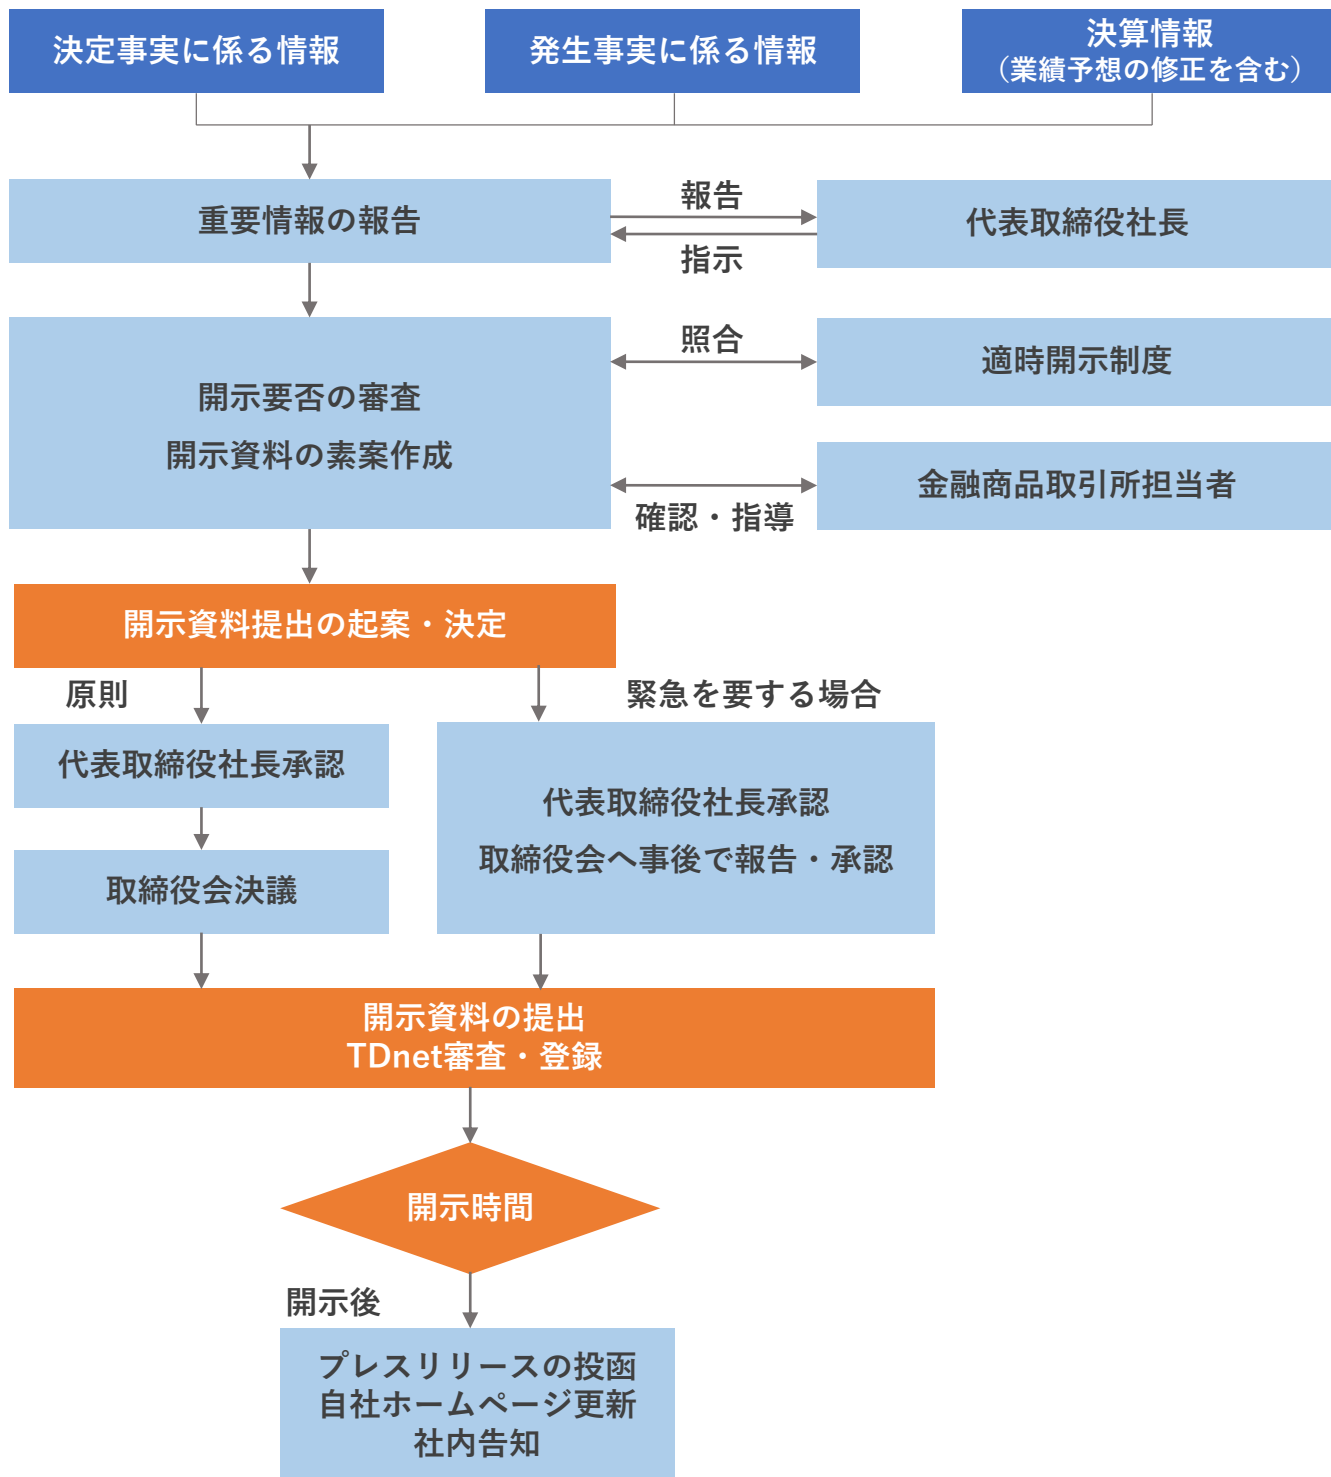 決定事実に係る情報
発生事実に係る情報
決算情報
（業績予想の修正を含む）
重要情報の報告
報告
指示
代表取締役社長
開示要否の審査
開示資料の素案作成
照合
適時開示制度
確認・指導
金融商品取引所担当者
開示資料提出の起案・決定
原則
緊急を要する場合
代表取締役社長承認
取締役会決議
代表取締役社長承認
取締役会へ事後で報告・承認
開示資料の提出
TDnet審査・登録
開示時間
開示後
プレスリリースの投函
自社ホームページ更新
社内告知